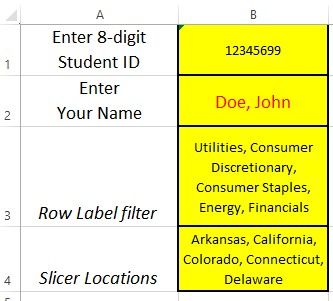 A
B
1
Enter 8-digit
Student ID
12345699
2
Enter
Your Name
Doe, John
3
Row Label filter
Utilities, Consumer
Discretionary,
Consumer Staples,
Energy, Financials
4
Slicer Locations
Arkansas, California,
Colorado, Connecticut,
Delaware